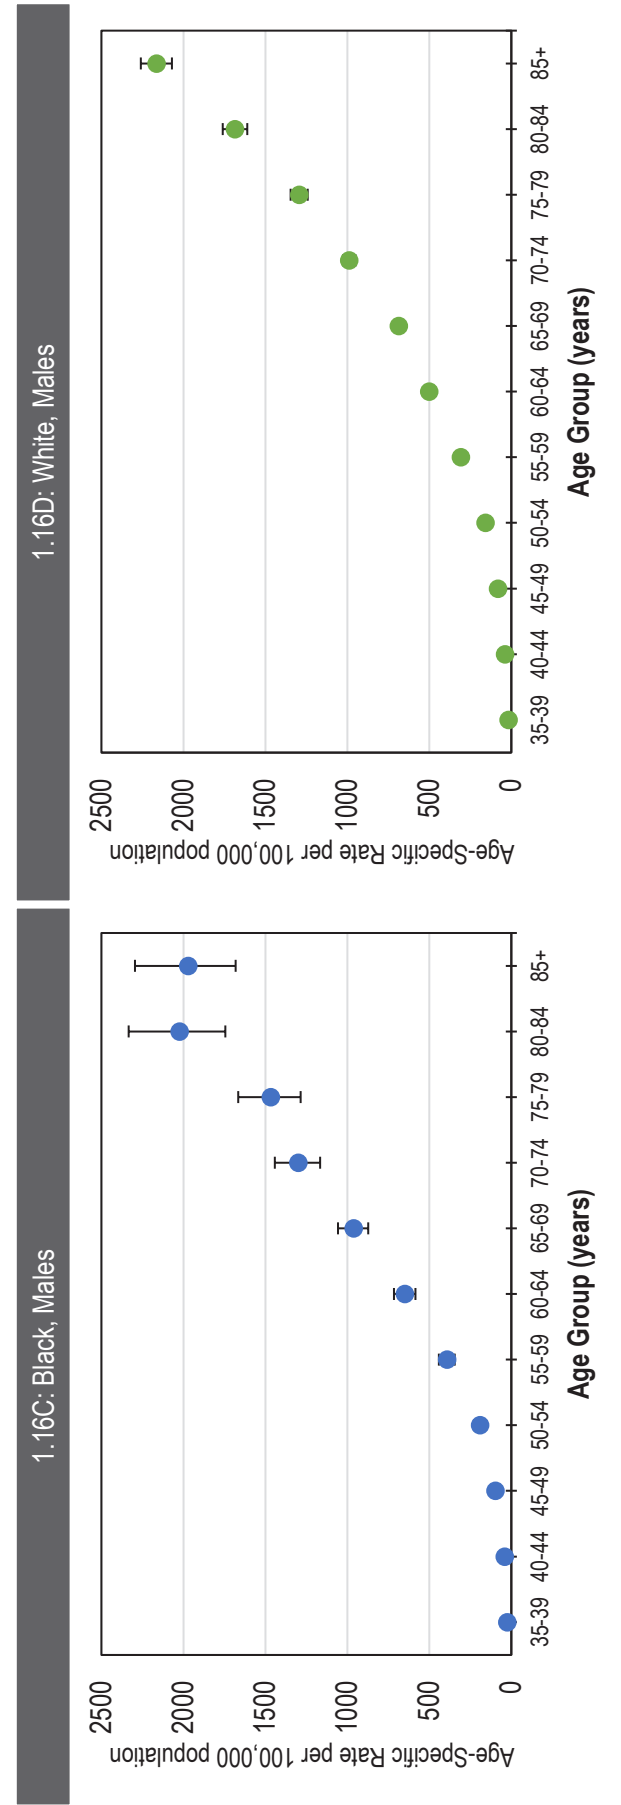 1.16C: Black, Males
Age-Specific Rate per 100,000 population
2500
2000
1500
1000
500
0
35-39 40-44 45-49 50-54 55-59 60-64 65-69 70-74 75-79 80-84 85+
Age Group (years)
1.16D: White, Males
Age-Specific Rate per 100,000 population
2500
2000
1500
1000
500
0
35-39 40-44 45-49 50-54 55-59 60-64 65-69 70-74 75-79 80-84 85+
Age Group (years)